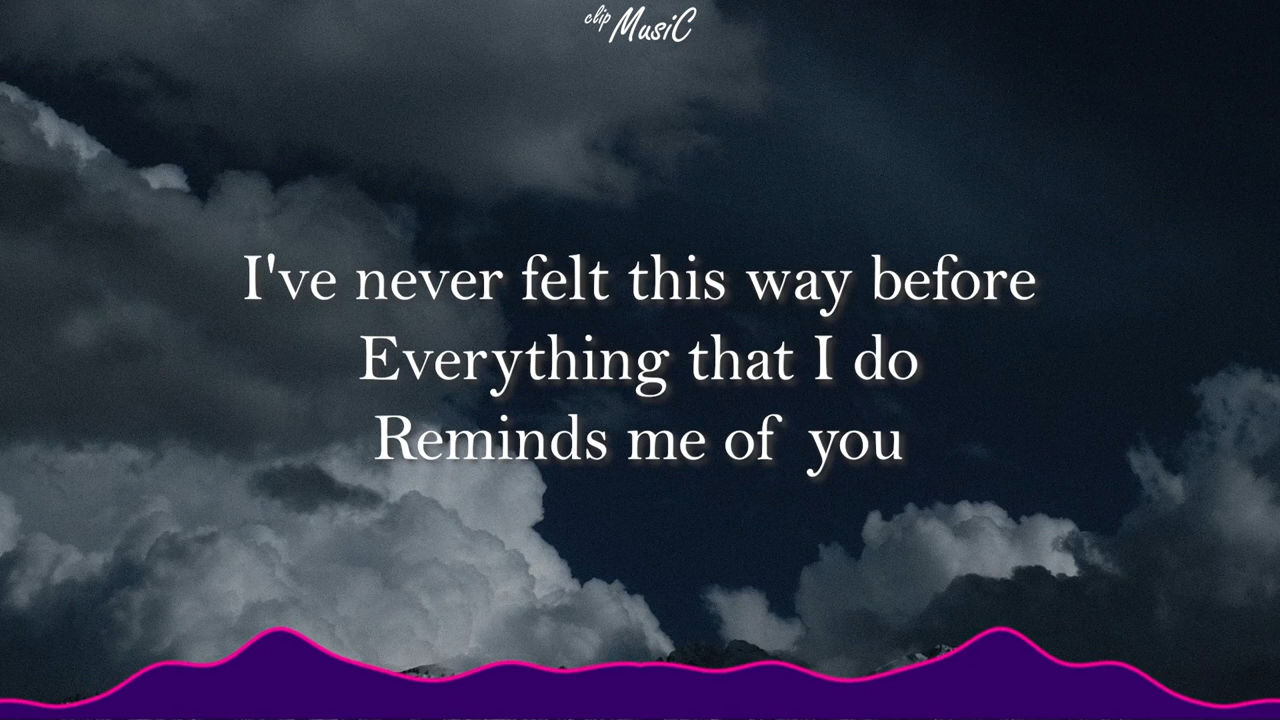 clip MusiC
I've never felt this way before
Everything that I do
Reminds me of you